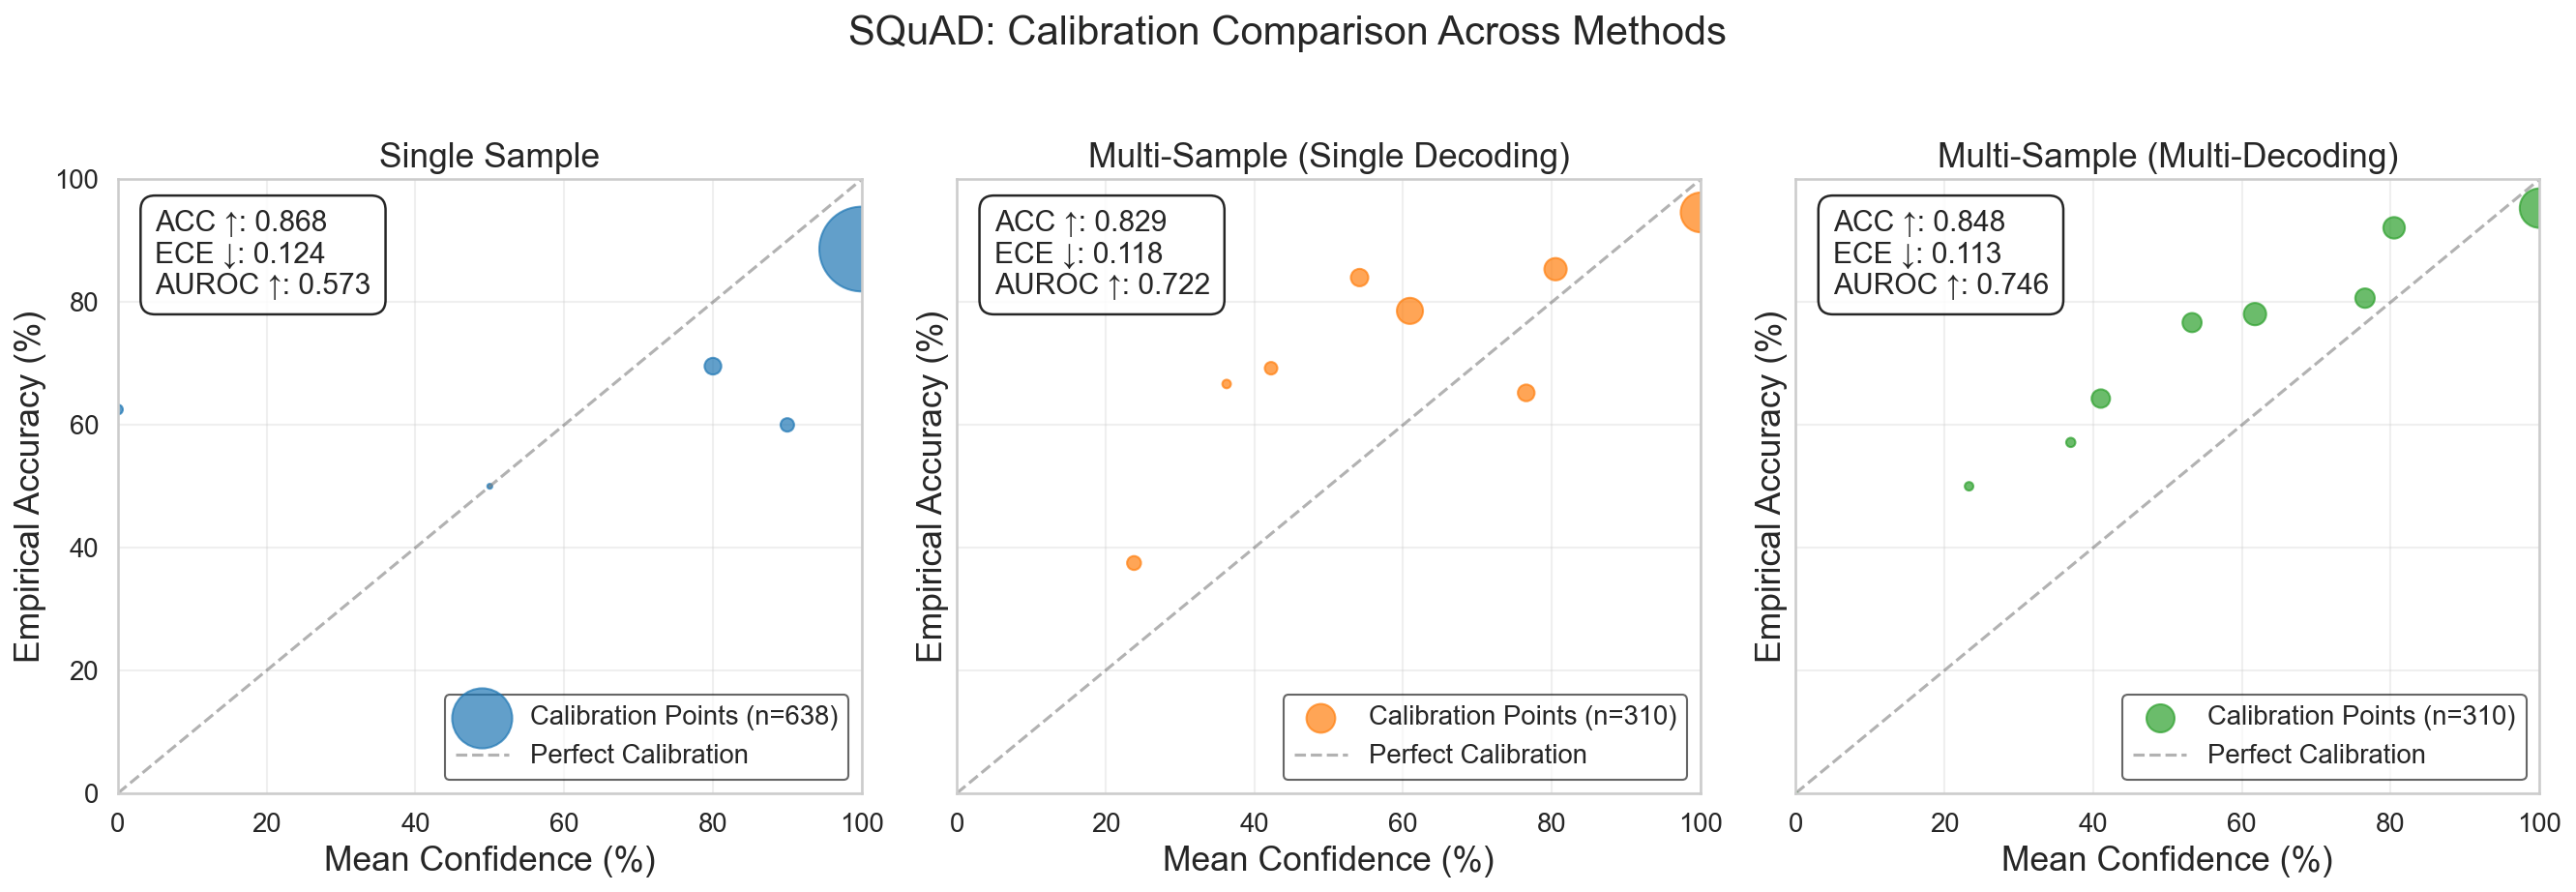 SQuAD: Calibration Comparison Across Methods
Single Sample
ACC ↑: 0.868
ECE ↓: 0.124
AUROC ↑: 0.573
Empirical Accuracy (%)
100
80
60
40
20
0
Calibration Points (n=638)
Perfect Calibration
0 20 40 60 80 100
Mean Confidence (%)
Multi-Sample (Single Decoding)
ACC ↑: 0.829
ECE ↓: 0.118
AUROC ↑: 0.722
Empirical Accuracy (%)
Calibration Points (n=310)
Perfect Calibration
0 20 40 60 80 100
Mean Confidence (%)
Multi-Sample (Multi-Decoding)
ACC ↑: 0.848
ECE ↓: 0.113
AUROC ↑: 0.746
Empirical Accuracy (%)
Calibration Points (n=310)
Perfect Calibration
0 20 40 60 80 100
Mean Confidence (%)